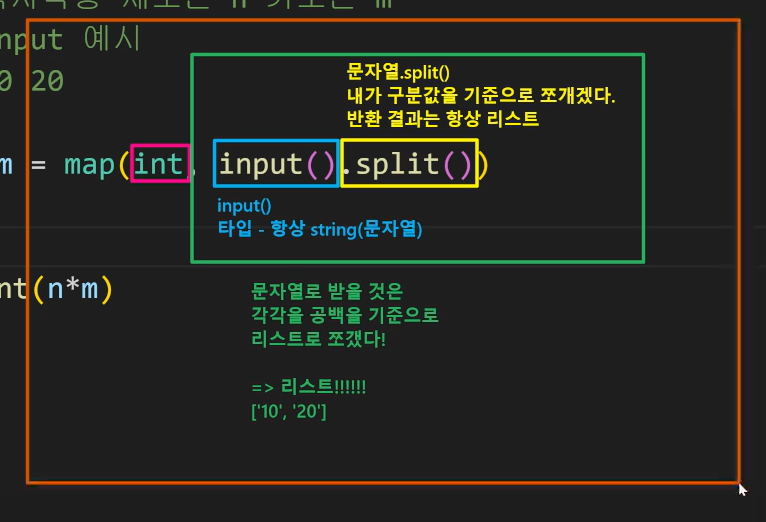 nput 예시
0 20
문자열.split()
내가 구분값을 기준으로 쪼개겠다.
반환 결과는 항상 리스트
m = map(int, input().split())
input()
타입 - 항상 string(문자열)
nt(n*m)
문자열로 받을 것은
각각을 공백을 기준으로
리스트로 쪼갰다!
=> 리스트!!!!!!
['10', '20']